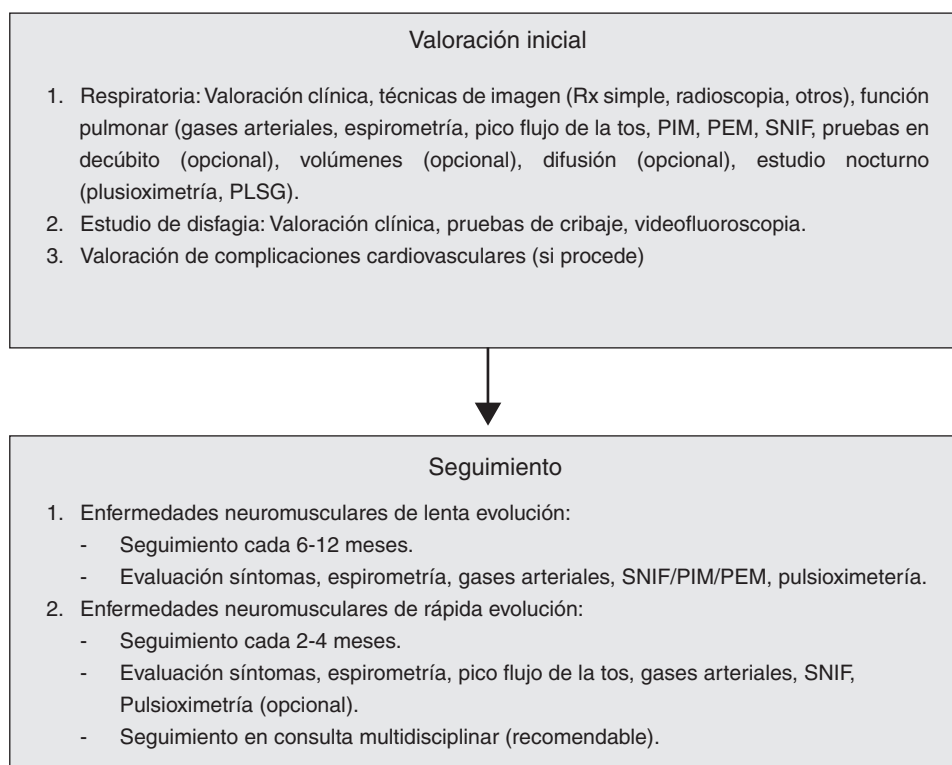 Valoración inicial
1. Respiratoria: Valoración clínica, técnicas de imagen (Rx simple, radioscopia, otros), función
pulmonar (gases arteriales, espirometría, pico flujo de la tos, PIM, PEM, SNIF, pruebas en
decúbito (opcional), volúmenes (opcional), difusión (opcional), estudio nocturno
(plusioximetría, PLSG).
2. Estudio de disfagia: Valoración clínica, pruebas de cribaje, videofluoroscopia.
3. Valoración de complicaciones cardiovasculares (si procede)
Seguimiento
1. Enfermedades neuromusculares de lenta evolución:
- Seguimiento cada 6-12 meses.
- Evaluación síntomas, espirometría, gases arteriales, SNIF/PIM/PEM, pulsioximetería.
2. Enfermedades neuromusculares de rápida evolución:
- Seguimiento cada 2-4 meses.
- Evaluación síntomas, espirometría, pico flujo de la tos, gases arteriales, SNIF,
Pulsioximetría (opcional).
- Seguimiento en consulta multidisciplinar (recomendable).